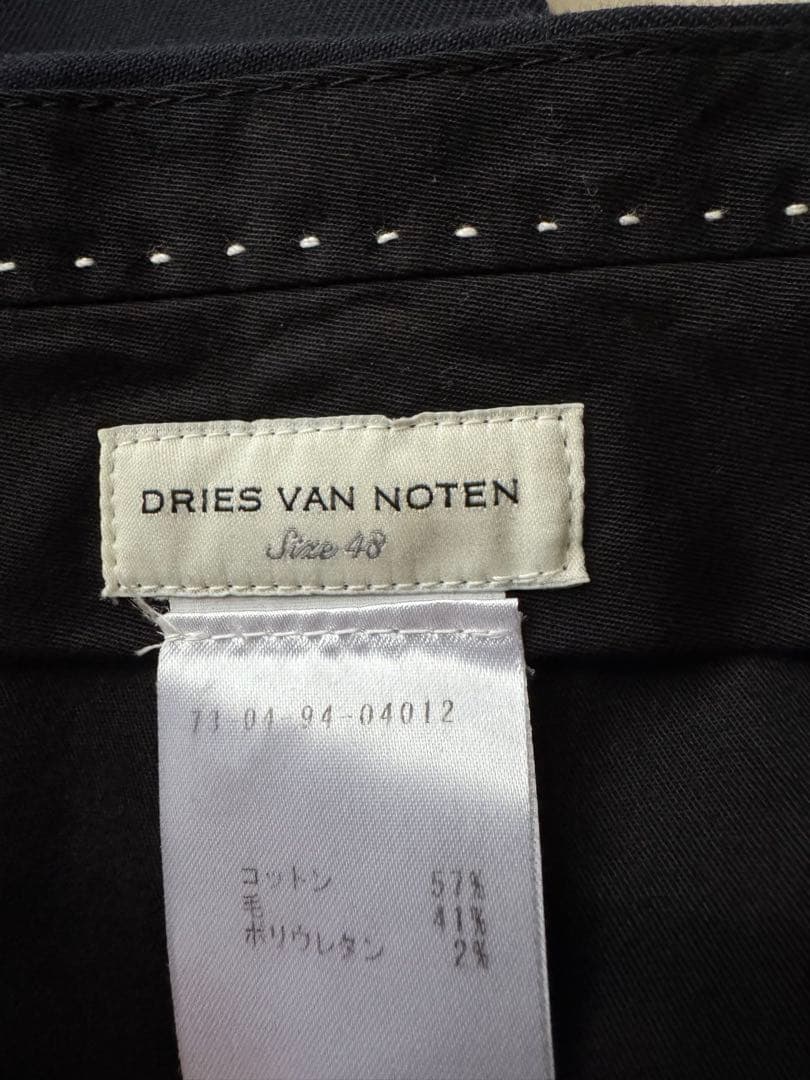 DRIES VAN NOTEN
Size 48
71 04 94-04012
コットン 57%
毛 41%
ポリウレタン 2%